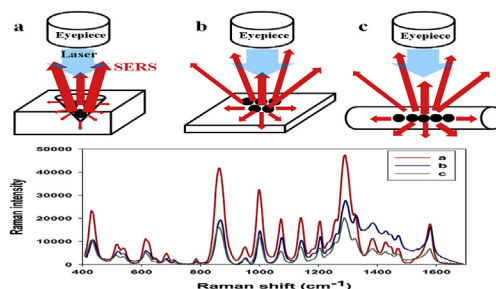 a
b
c
Eyepiece
Eyepiece
Eyepiece
Laser
SERS
50000
40000
30000
20000
10000
0
Raman intensity
a
b
c
400
600
800
1000
1200
1400
1600
Raman shift (cm⁻¹)